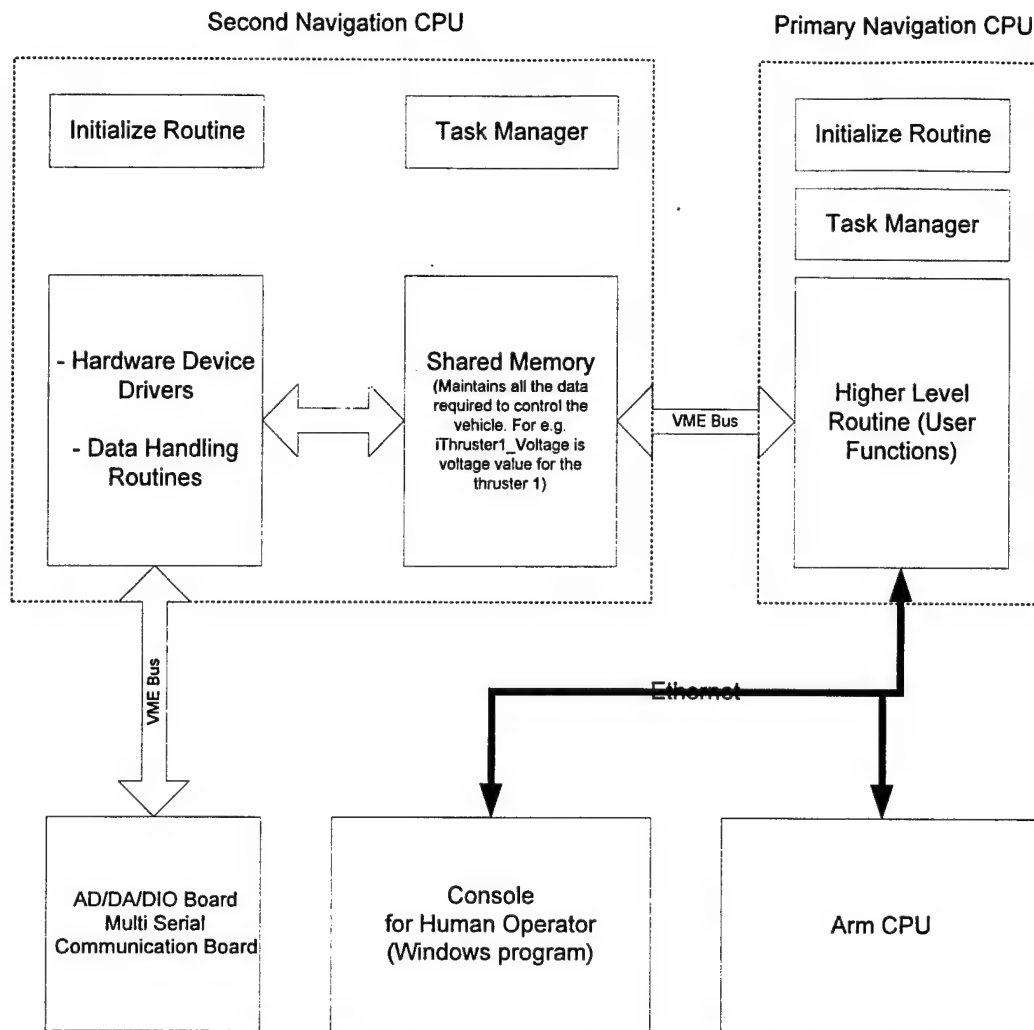 Second Navigation CPU
Primary Navigation CPU
Initialize Routine
Task Manager
Initialize Routine
Task Manager
- Hardware Device
Drivers
- Data Handling
Routines
Shared Memory
(Maintains all the data
required to control the
vehicle. For e.g.
iThruster1_Voltage is
voltage value for the
thruster 1)
VME Bus
Higher Level
Routine (User
Functions)
VME Bus
Ethernet
AD/DA/DIO Board
Multi Serial
Communication Board
Console
for Human Operator
(Windows program)
Arm CPU